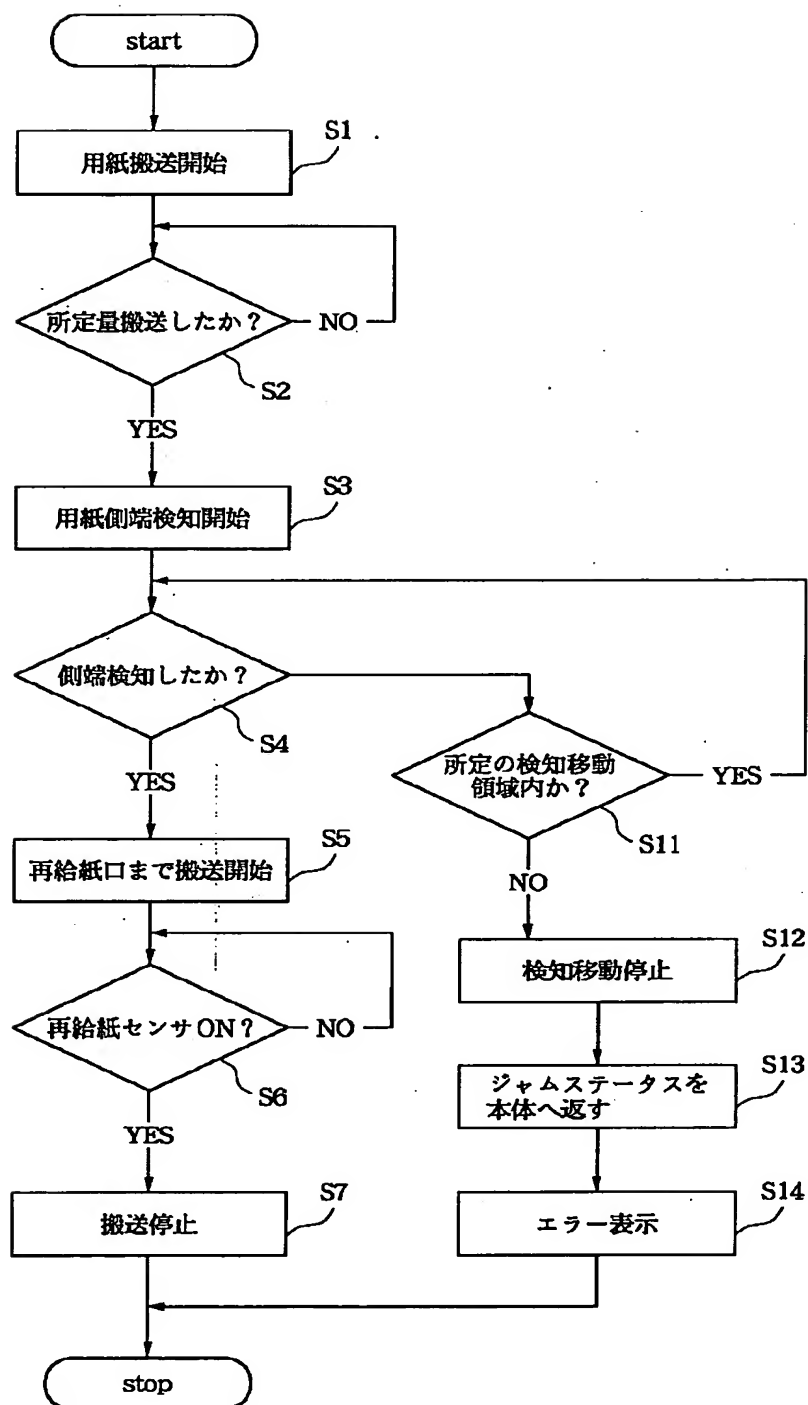 start
S1
用紙搬送開始
所定量搬送したか？
NO
S2
YES
S3
用紙側端検知開始
側端検知したか？
S4
YES
所定の検知移動
領域内か？
YES
S11
NO
S5
再給紙口まで搬送開始
S12
検知移動停止
再給紙センサON？
NO
S6
YES
S13
ジャムステータスを
本体へ返す
S7
搬送停止
S14
エラー表示
stop